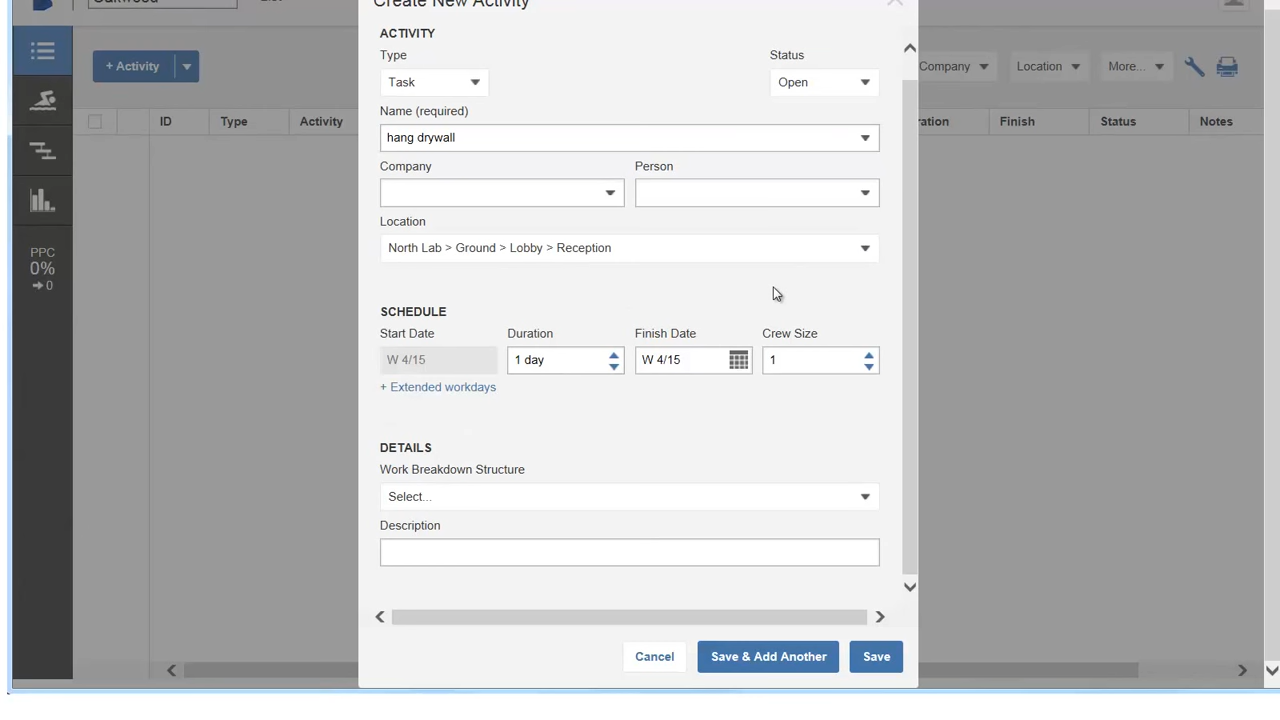 Create New Activity
Oakwood
ACTIVITY
Type
Status
+ Activity
Task
Open
Company
Location
More...
Name (required)
ID
Type
Activity
hang drywall
Finish
Status
Notes
Company
Person
Location
North Lab > Ground > Lobby > Reception
PPC
0%
0
SCHEDULE
Start Date
Duration
Finish Date
Crew Size
W 4/15
1 day
W 4/15
1
+ Extended workdays
DETAILS
Work Breakdown Structure
Select...
Description
Cancel
Save & Add Another
Save